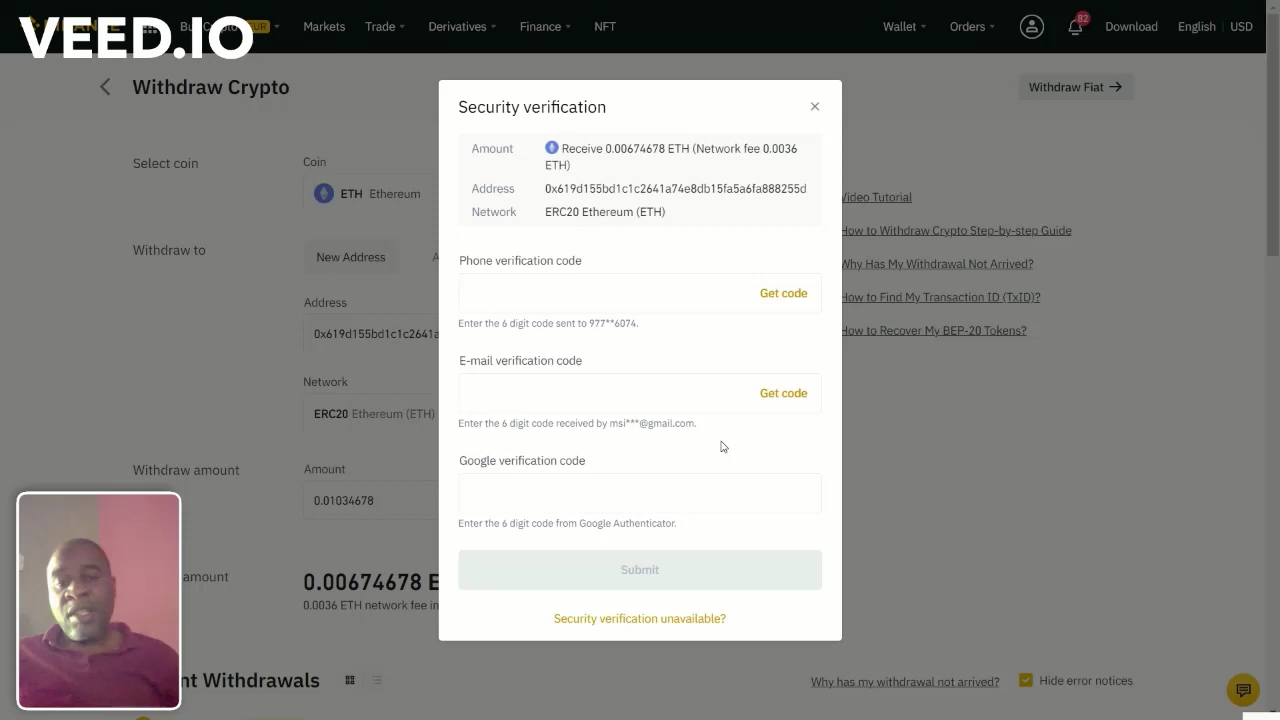 VEED.IO
Markets
Trade
Derivatives
Finance
NFT
Wallet
Orders
82
Download
English
USD
Withdraw Crypto
Withdraw Fiat
Security verification
Amount
Receive 0.00674678 ETH (Network fee 0.0036
ETH)
Address
0x619d155bd1c1c2641a74e8db15fa5a6fa888255d
Network
ERC20 Ethereum (ETH)
Phone verification code
Get code
Enter the 6 digit code sent to 977**6074.
E-mail verification code
Get code
Enter the 6 digit code received by msi***@gmail.com.
Google verification code
Enter the 6 digit code from Google Authenticator.
Submit
Security verification unavailable?
Select coin
Coin
ETH Ethereum
Withdraw to
New Address
Address
0x619d155bd1c1c2641a
Network
ERC20 Ethereum (ETH)
Withdraw amount
Amount
0.01034678
amount
0.00674678 E
0.0036 ETH network fee in
Video Tutorial
How to Withdraw Crypto Step-by-step Guide
Why Has My Withdrawal Not Arrived?
How to Find My Transaction ID (TxID)?
How to Recover My BEP-20 Tokens?
nt Withdrawals
Why has my withdrawal not arrived?
Hide error notices